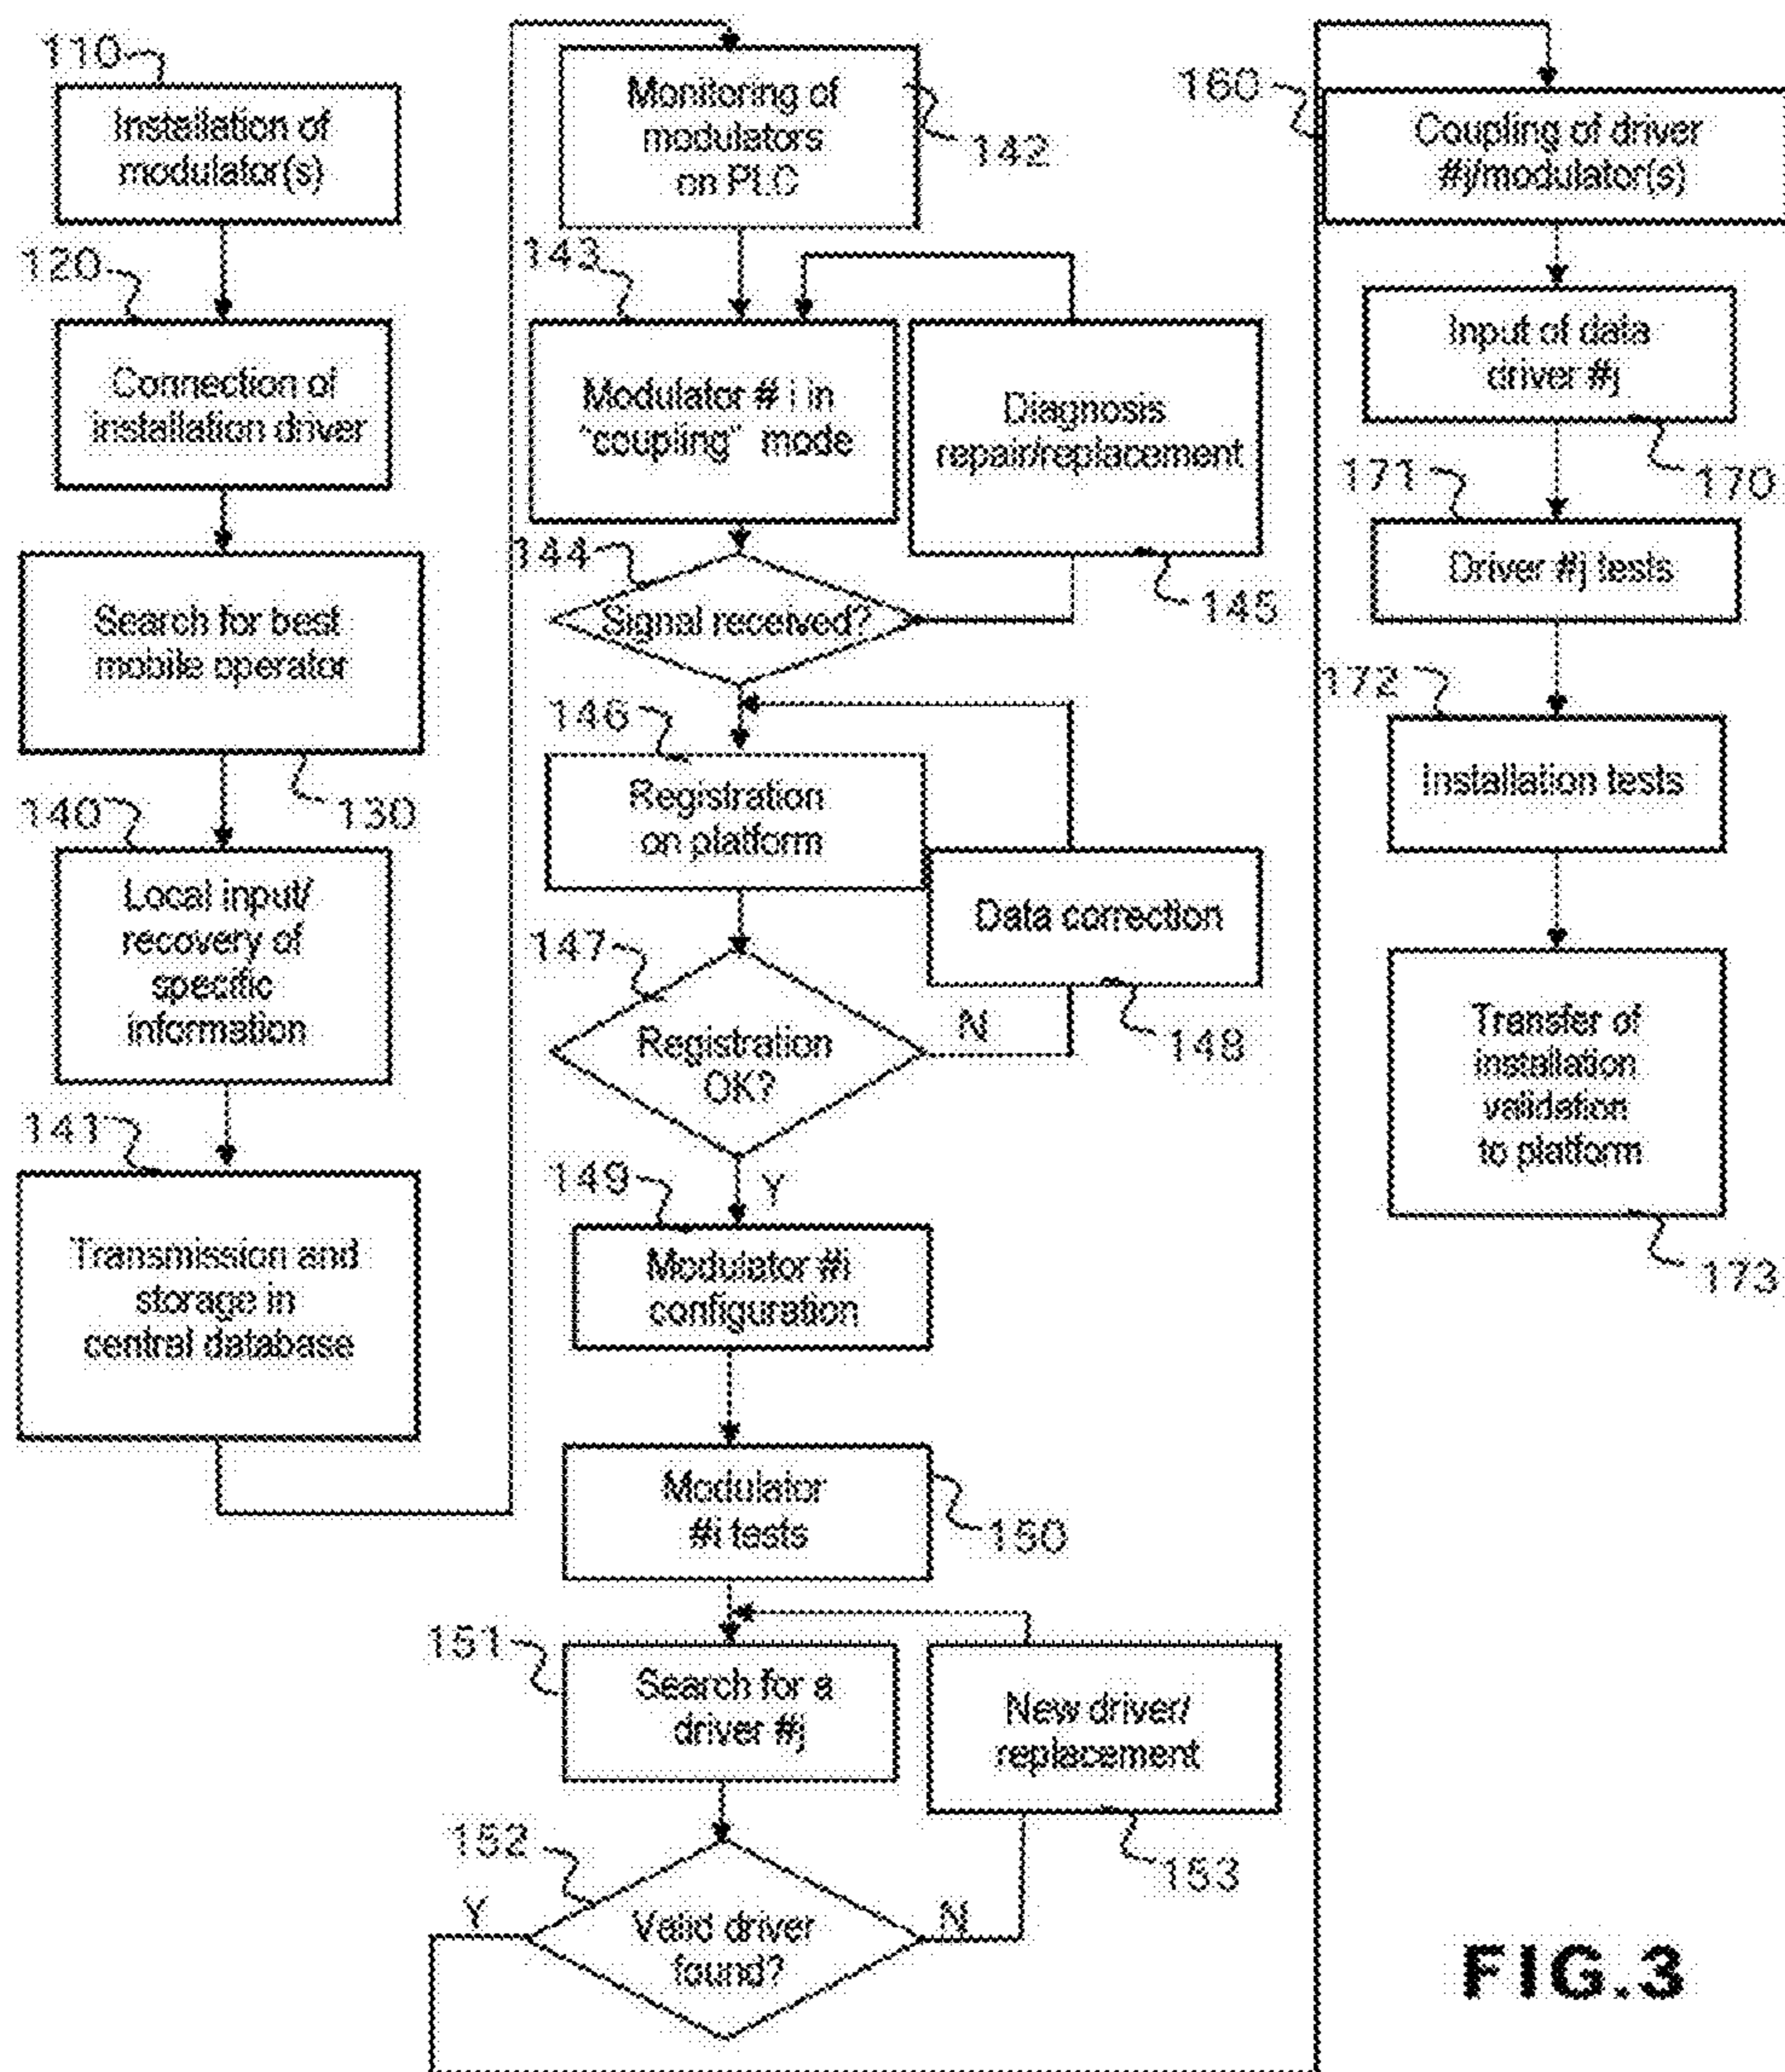 110
Installation of
modulator(s)
120
Connection of
installation driver
Search for best
mobile operator
130
140
Local input/
recovery of
specific
information
141
Transmission and
storage in
central database
Monitoring of
modulators
on PLC
142
143
Modulator # i in
"coupling" mode
Diagnosis
repair/replacement
144
Signal received?
145
146
Registration
on platform
Data correction
147
Registration
OK?
N
148
Y
149
Modulator #i
configuration
Modulator
#i tests
150
151
Search for a
driver #j
New driver/
replacement
152
153
Y
Valid driver
found?
N
160
Coupling of driver
#j/modulator(s)
Input of data
driver #j
170
171
Driver #j tests
172
Installation tests
Transfer of
installation
validation
to platform
173
FIG.3